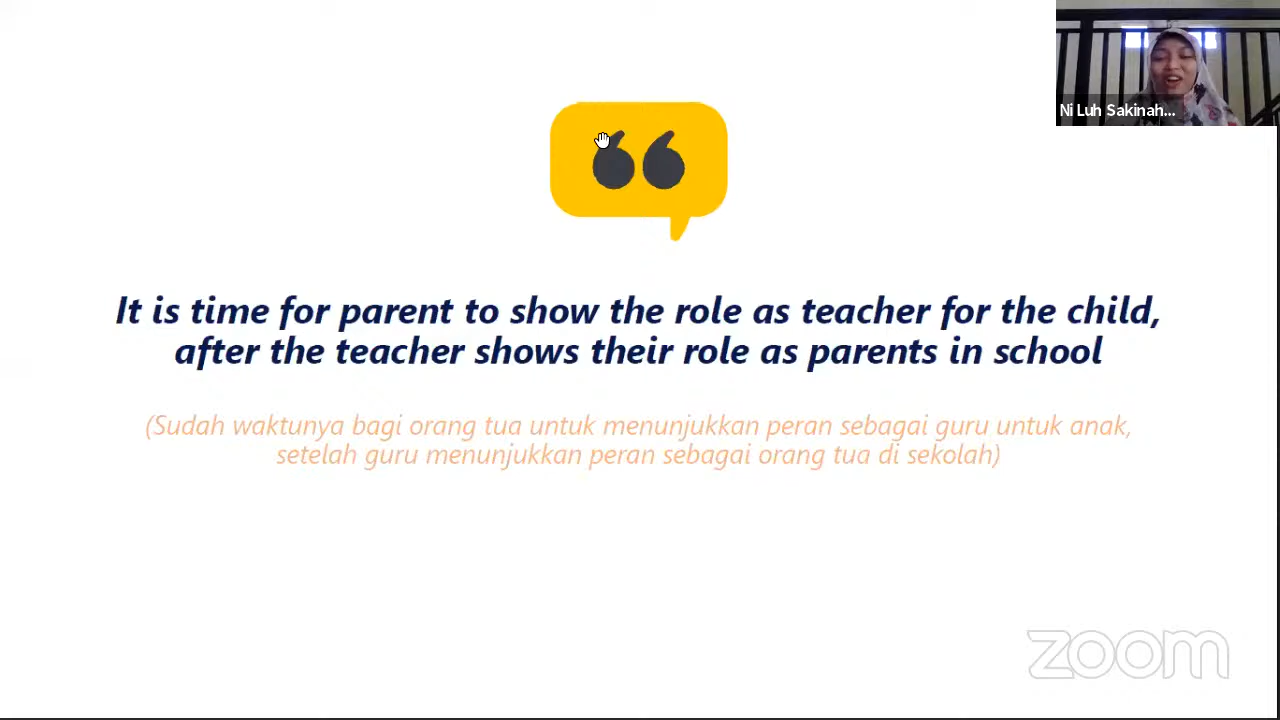 Ni Luh Sakinah...
It is time for parent to show the role as teacher for the child,
after the teacher shows their role as parents in school
(Sudah waktunya bagi orang tua untuk menunjukkan peran sebagai guru untuk anak,
setelah guru menunjukkan peran sebagai orang tua di sekolah)
zoom